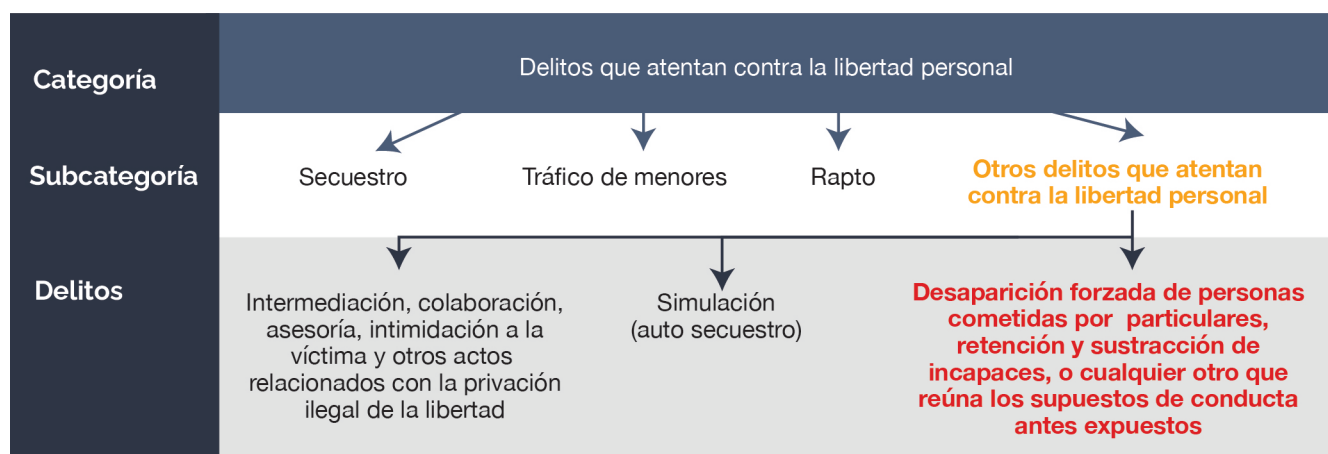 Categoría
Delitos que atentan contra la libertad personal
Subcategoría
Secuestro
Tráfico de menores
Rapto
Otros delitos que atentan
contra la libertad personal
Delitos
Intermediación, colaboración,
asesoría, intimidación a la
víctima y otros actos
relacionados con la privación
ilegal de la libertad
Simulación
(auto secuestro)
Desaparición forzada de personas
cometidas por particulares,
retención y sustracción de
incapaces, o cualquier otro que
reúna los supuestos de conducta
antes expuestos